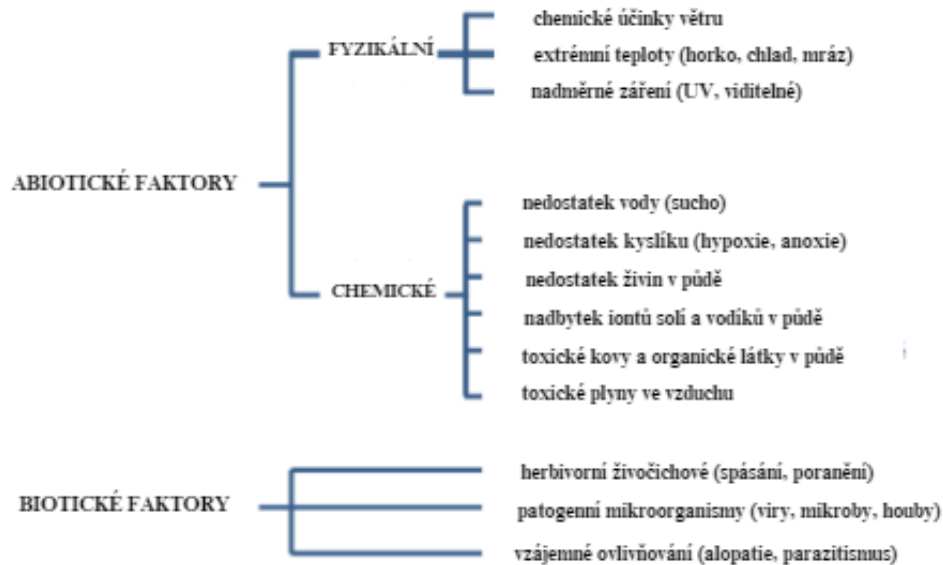 chemické účinky větru
FYZIKÁLNÍ
extrémní teploty (horko, chlad, mráz)
nadměrné záření (UV, viditelné)
ABIOTICKÉ FAKTORY
nedostatek vody (sucho)
nedostatek kyslíku (hypoxie, anoxie)
nedostatek živin v půdě
CHEMICKÉ
nadbytek iontů solí a vodíků v půdě
toxické kovy a organické látky v půdě
toxické plyny ve vzduchu
herbivorní živočichové (spásání, poranění)
BIOTICKÉ FAKTORY
patogenní mikroorganismy (viry, mikroby, houby)
vzájemné ovlivňování (alopatie, parazitismus)